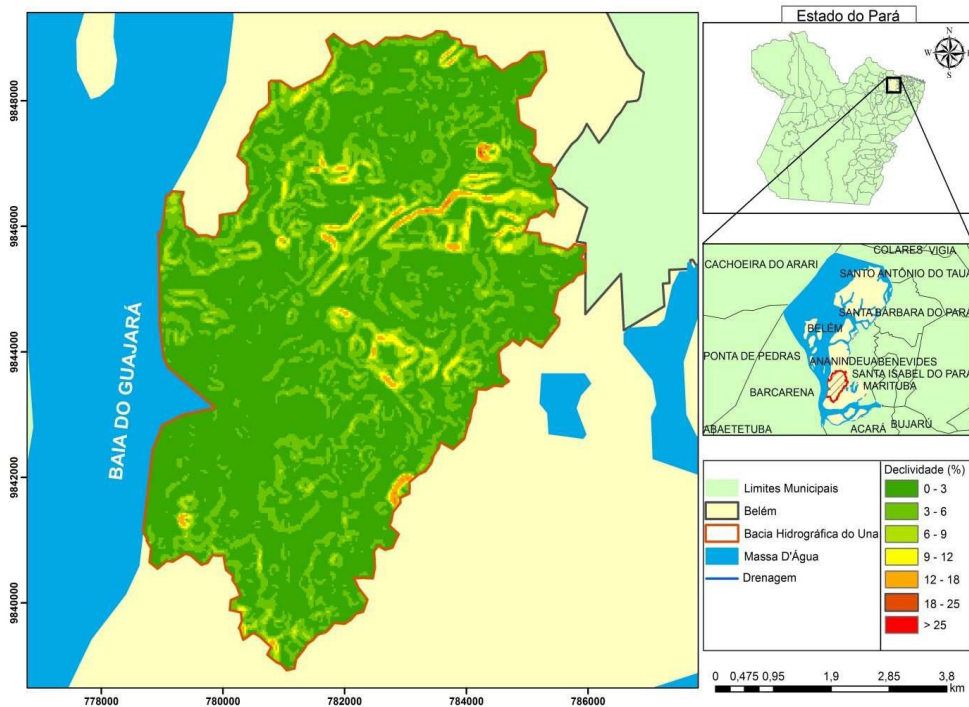 Estado do Pará
N
W
E
S
9848000
9846000
9844000
9842000
9840000
BAIA DO GUAJARÁ
778000
780000
782000
784000
786000
COLARES VIGIA
CACHOEIRA DO ARARI
SANTO ANTÔNIO DO TAUÁ
SANTA BÁRBARA DO PARÁ
BELÉM
PONTA DE PEDRAS
ANANINDEUA BENEVIDES
SANTA ISABEL DO PARÁ
BARCARENA
MARITUBA
ABAETETUBA
ACARÁ
BUJARÚ
Limites Municipais
Belém
Bacia Hidrográfica do Una
Massa D'Água
Drenagem
Declividade (%)
0 - 3
3 - 6
6 - 9
9 - 12
12 - 18
18 - 25
> 25
0 0,475 0,95 1,9 2,85 3,8
km